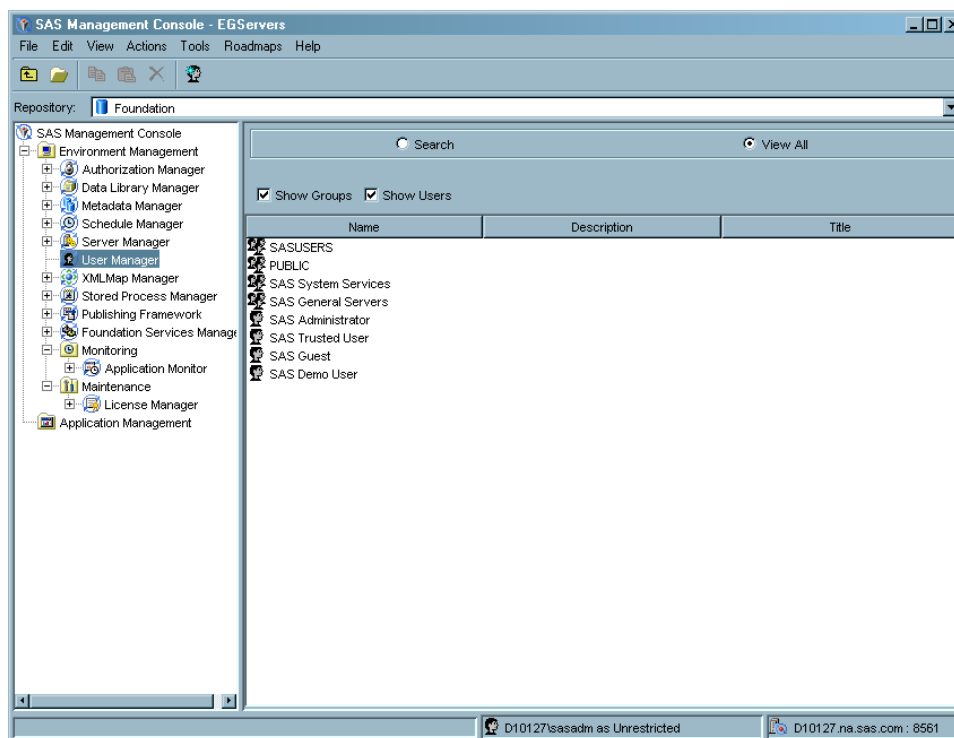 SAS Management Console - EGServers
File Edit View Actions Tools Roadmaps Help
Repository: Foundation
SAS Management Console
Environment Management
Authorization Manager
Data Library Manager
Metadata Manager
Schedule Manager
Server Manager
User Manager
XMLMap Manager
Stored Process Manager
Publishing Framework
Foundation Services Manage
Monitoring
Application Monitor
Maintenance
License Manager
Application Management
Search View All
Show Groups Show Users
Name Description Title
SASUSERS
PUBLIC
SAS System Services
SAS General Servers
SAS Administrator
SAS Trusted User
SAS Guest
SAS Demo User
D10127\sasadm as Unrestricted D10127.na.sas.com : 8561